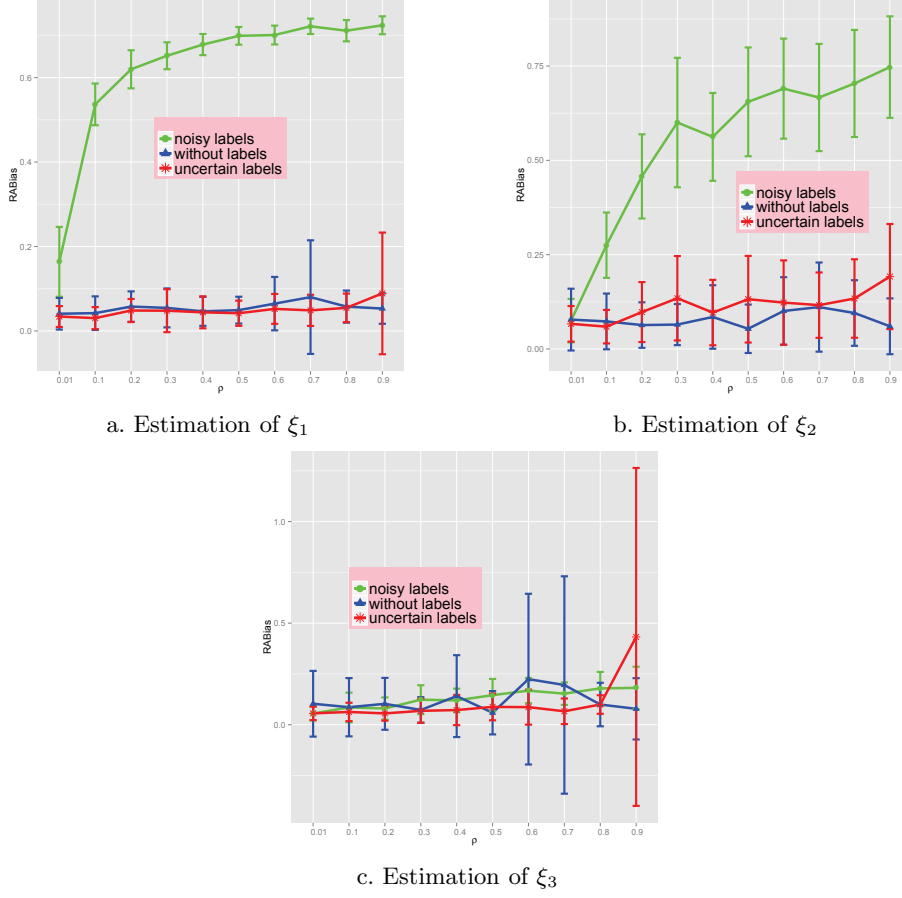 0.6
0.4
0.2
0.0
RABias
noisy labels
without labels
uncertain labels
0.01 0.1 0.2 0.3 0.4 0.5 0.6 0.7 0.8 0.9
ρ
a. Estimation of ξ1
0.75
0.50
0.25
0.00
RABias
noisy labels
without labels
uncertain labels
0.01 0.1 0.2 0.3 0.4 0.5 0.6 0.7 0.8 0.9
ρ
b. Estimation of ξ2
1.0
0.5
0.0
RABias
noisy labels
without labels
uncertain labels
0.01 0.1 0.2 0.3 0.4 0.5 0.6 0.7 0.8 0.9
ρ
c. Estimation of ξ3